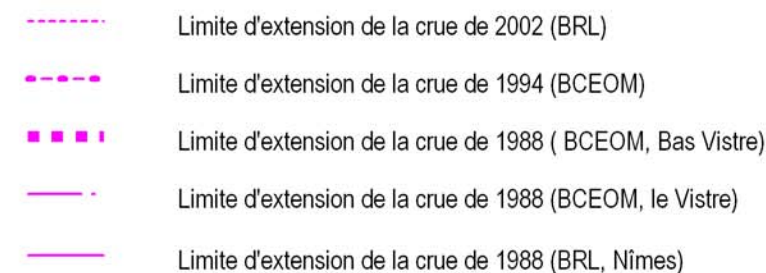 Limite d'extension de la crue de 2002 (BRL)
Limite d'extension de la crue de 1994 (BCEOM)
Limite d'extension de la crue de 1988 ( BCEOM, Bas Vistre)
Limite d'extension de la crue de 1988 (BCEOM, le Vistre)
Limite d'extension de la crue de 1988 (BRL, Nîmes)